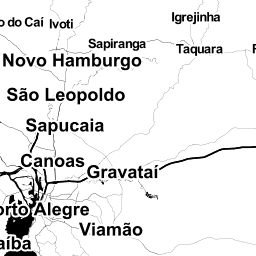 Igrejinha
o do Caí Ivoti
Sapiranga
Taquara
Novo Hamburgo
São Leopoldo
Sapucaia
Canoas
Gravataí
orto Alegre
Viamão
aíba